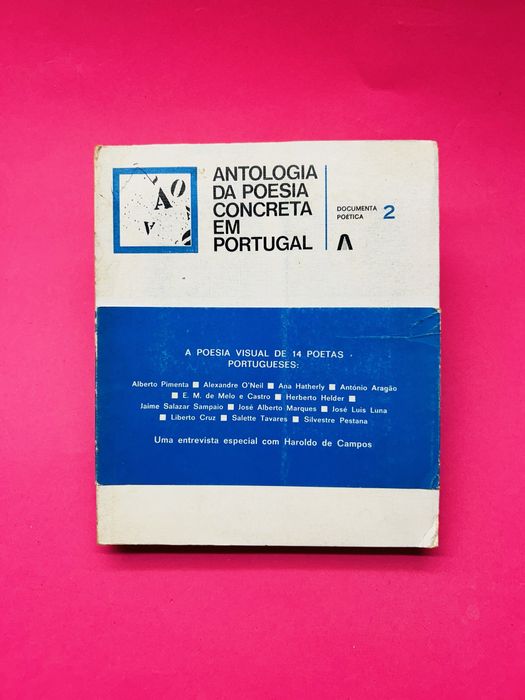 ANTOLOGIA
DA POESIA
CONCRETA
EM
PORTUGAL
DOCUMENTA
POÉTICA 2
A POESIA VISUAL DE 14 POETAS
PORTUGUESES:
Alberto Pimenta ■ Alexandre O'Neil ■ Ana Hatherly ■ António Aragão
■ E. M. de Melo e Castro ■ Herberto Helder ■
Jaime Salazar Sampaio ■ José Alberto Marques ■ José Luis Luna
■ Liberto Cruz ■ Salette Tavares ■ Silvestre Pestana
Uma entrevista especial com Haroldo de Campos